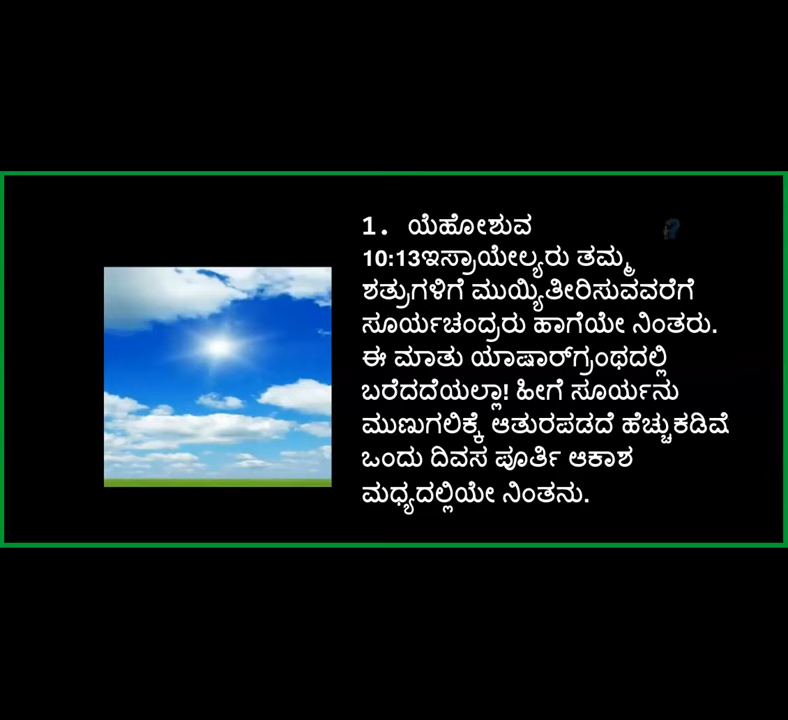 1. ಯೆಹೋಶುವ
10:13ಇಸ್ರಾಯೇಲ್ಯರು ತಮ್ಮ
ಶತ್ರುಗಳಿಗೆ ಮುಯ್ಯಿತೀರಿಸುವವರೆಗೆ
ಸೂರ್ಯಚಂದ್ರರು ಹಾಗೆಯೇ ನಿಂತರು.
ಈ ಮಾತು ಯಾಷಾರ್‌ಗ್ರಂಥದಲ್ಲಿ
ಬರೆದದೆಯಲ್ಲಾ! ಹೀಗೆ ಸೂರ್ಯನು
ಮುಣುಗಲಿಕ್ಕೆ ಆತುರಪಡದೆ ಹೆಚ್ಚುಕಡಿಮೆ
ಒಂದು ದಿವಸ ಪೂರ್ತಿ ಆಕಾಶ
ಮಧ್ಯದಲ್ಲಿಯೇ ನಿಂತನು.